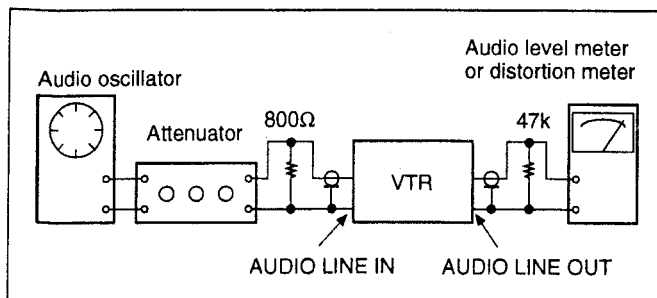 Audio level meter
or distortion meter
Audio oscillator
Attenuator
800Ω
47k
VTR
AUDIO LINE IN
AUDIO LINE OUT